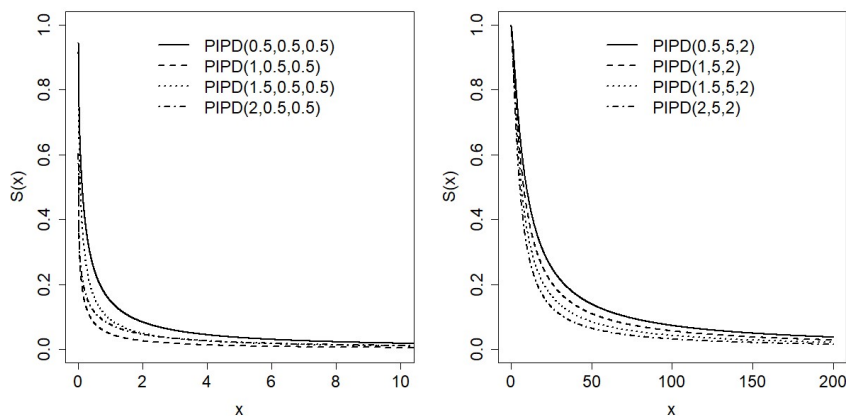 S(x)
1.0
0.8
0.6
0.4
0.2
0.0
PIPD(0.5,0.5,0.5)
PIPD(1,0.5,0.5)
PIPD(1.5,0.5,0.5)
PIPD(2,0.5,0.5)
0 2 4 6 8 10
x
S(x)
1.0
0.8
0.6
0.4
0.2
0.0
PIPD(0.5,5,2)
PIPD(1,5,2)
PIPD(1.5,5,2)
PIPD(2,5,2)
0 50 100 150 200
x